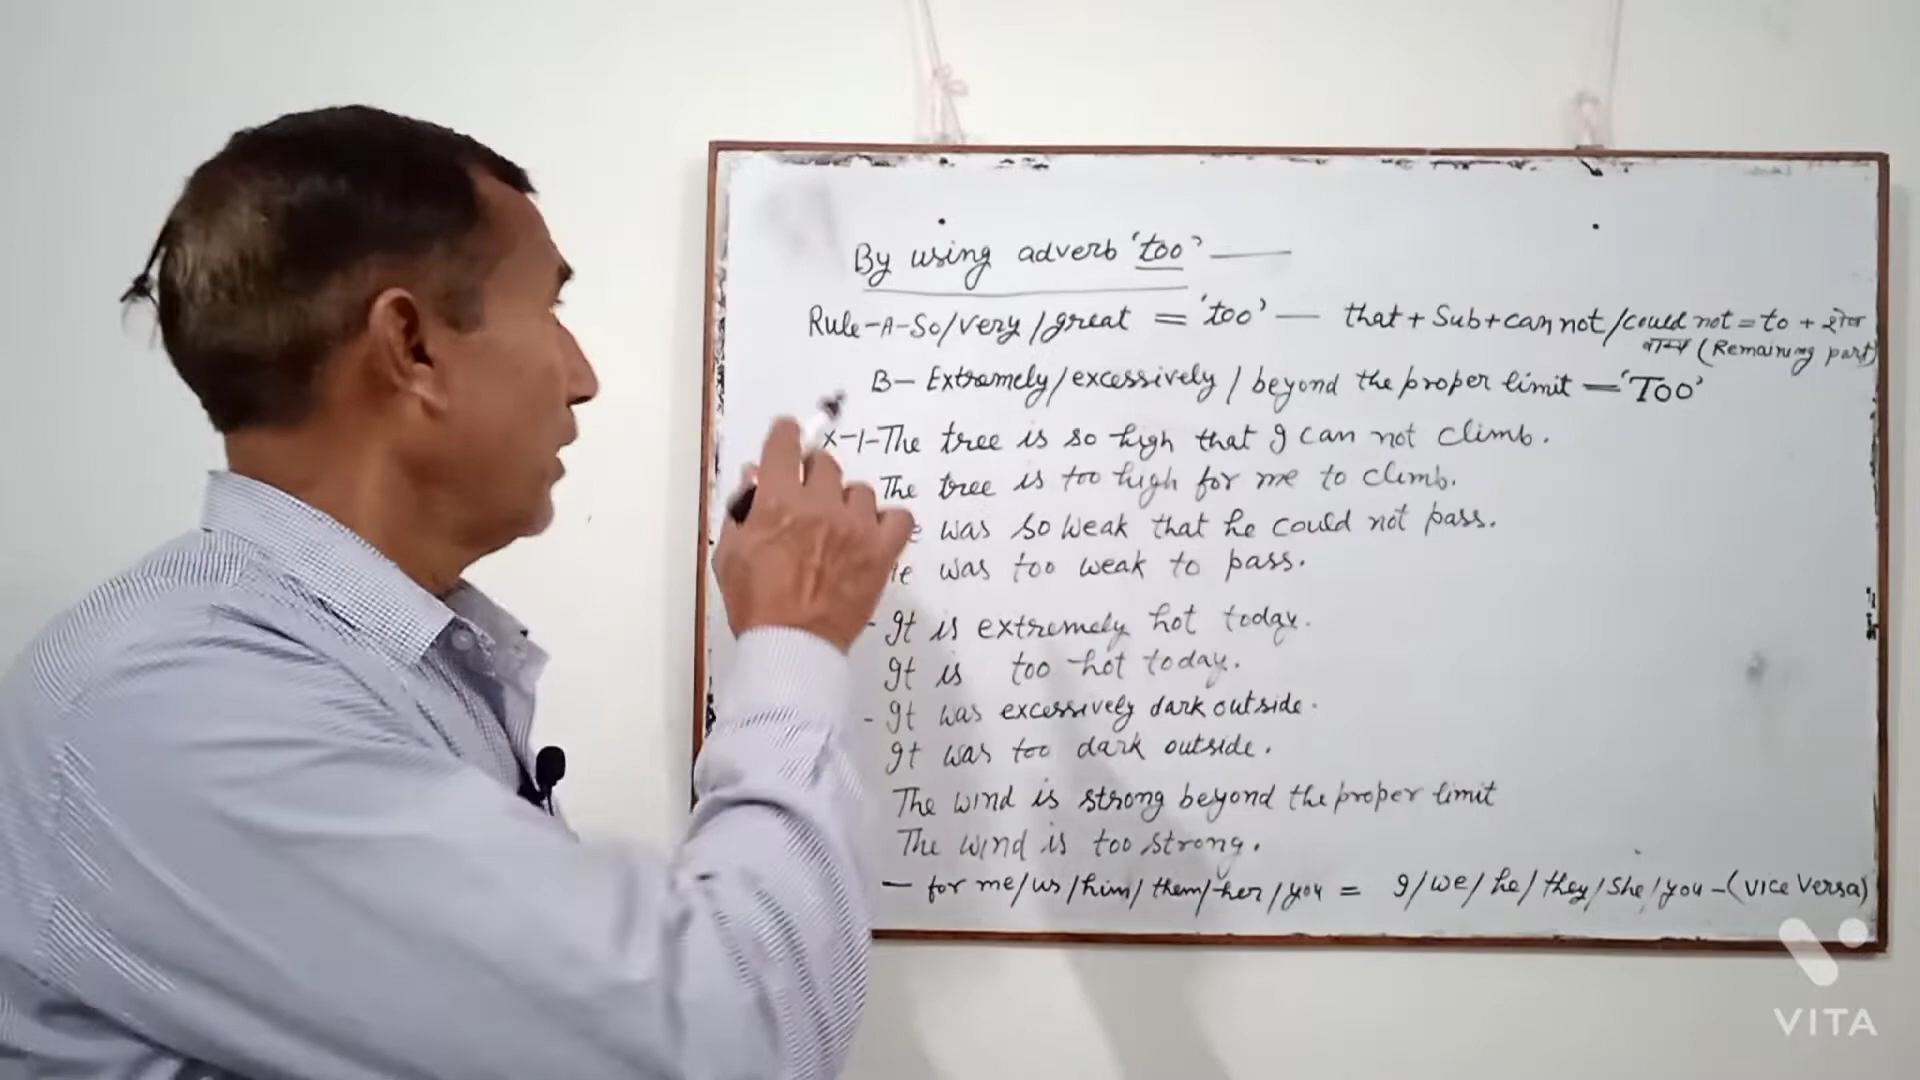 By using adverb 'too' —
Rule-A-So/very/great = 'too' — that + Sub + can not/could not = to + शेष
भाग (Remaining part)
B- Extramely/excessively/beyond the proper limit = 'TOO'
x-1-The tree is so high that I can not climb.
The tree is too high for me to climb.
e was so weak that he could not pass.
He was too weak to pass.
- It is extremely hot today.
It is too hot today.
- It was excessively dark outside.
It was too dark outside.
The wind is strong beyond the proper limit
The wind is too strong.
— for me/us/him/them/her/you = I/we/he/they/she/you - (vice versa)
VITA